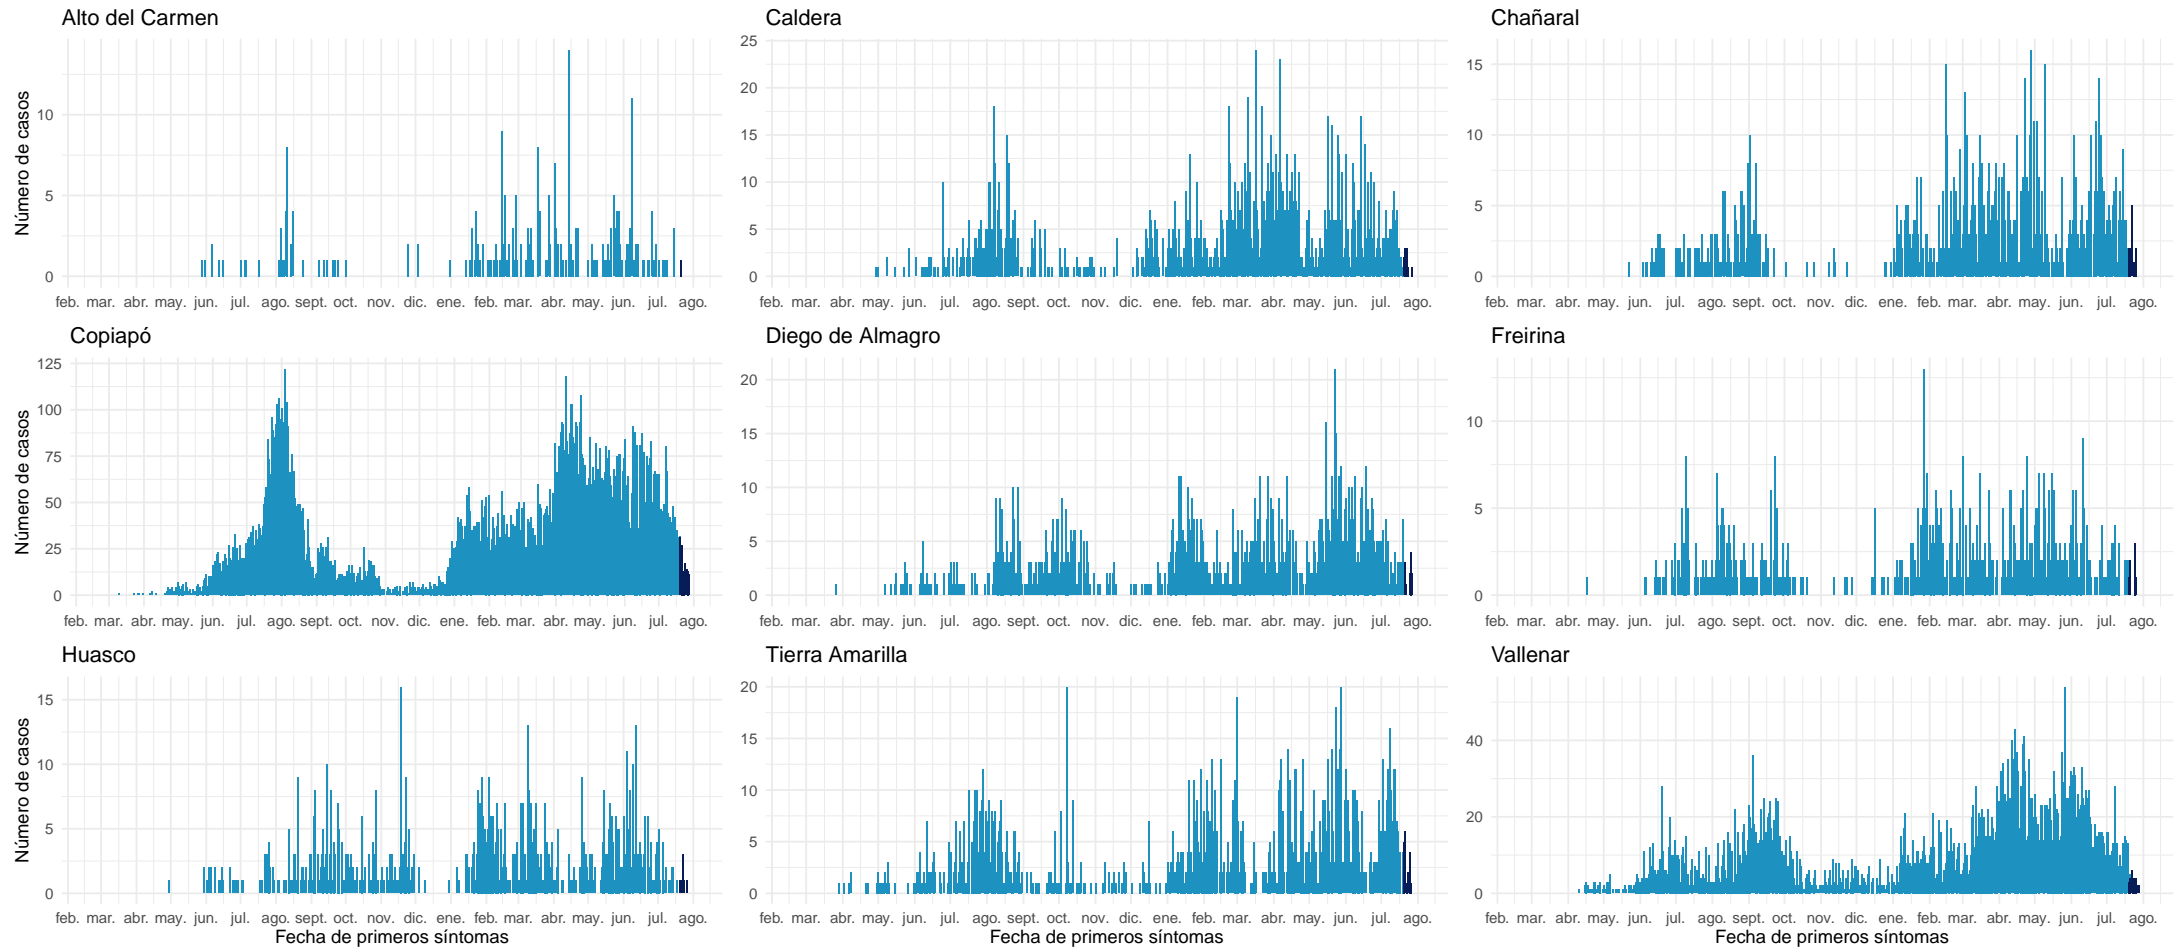 Alto del Carmen
Número de casos
10
5
0
feb. mar. abr. may. jun. jul. ago. sept. oct. nov. dic. ene. feb. mar. abr. may. jun. jul. ago.
Caldera
25
20
15
10
5
0
feb. mar. abr. may. jun. jul. ago. sept. oct. nov. dic. ene. feb. mar. abr. may. jun. jul. ago.
Chañaral
15
10
5
0
feb. mar. abr. may. jun. jul. ago. sept. oct. nov. dic. ene. feb. mar. abr. may. jun. jul. ago.
Copiapó
Número de casos
125
100
75
50
25
0
feb. mar. abr. may. jun. jul. ago. sept. oct. nov. dic. ene. feb. mar. abr. may. jun. jul. ago.
Diego de Almagro
20
15
10
5
0
feb. mar. abr. may. jun. jul. ago. sept. oct. nov. dic. ene. feb. mar. abr. may. jun. jul. ago.
Freirina
10
5
0
feb. mar. abr. may. jun. jul. ago. sept. oct. nov. dic. ene. feb. mar. abr. may. jun. jul. ago.
Huasco
Número de casos
15
10
5
0
feb. mar. abr. may. jun. jul. ago. sept. oct. nov. dic. ene. feb. mar. abr. may. jun. jul. ago.
Fecha de primeros síntomas
Tierra Amarilla
20
15
10
5
0
feb. mar. abr. may. jun. jul. ago. sept. oct. nov. dic. ene. feb. mar. abr. may. jun. jul. ago.
Fecha de primeros síntomas
Vallenar
40
20
0
feb. mar. abr. may. jun. jul. ago. sept. oct. nov. dic. ene. feb. mar. abr. may. jun. jul. ago.
Fecha de primeros síntomas